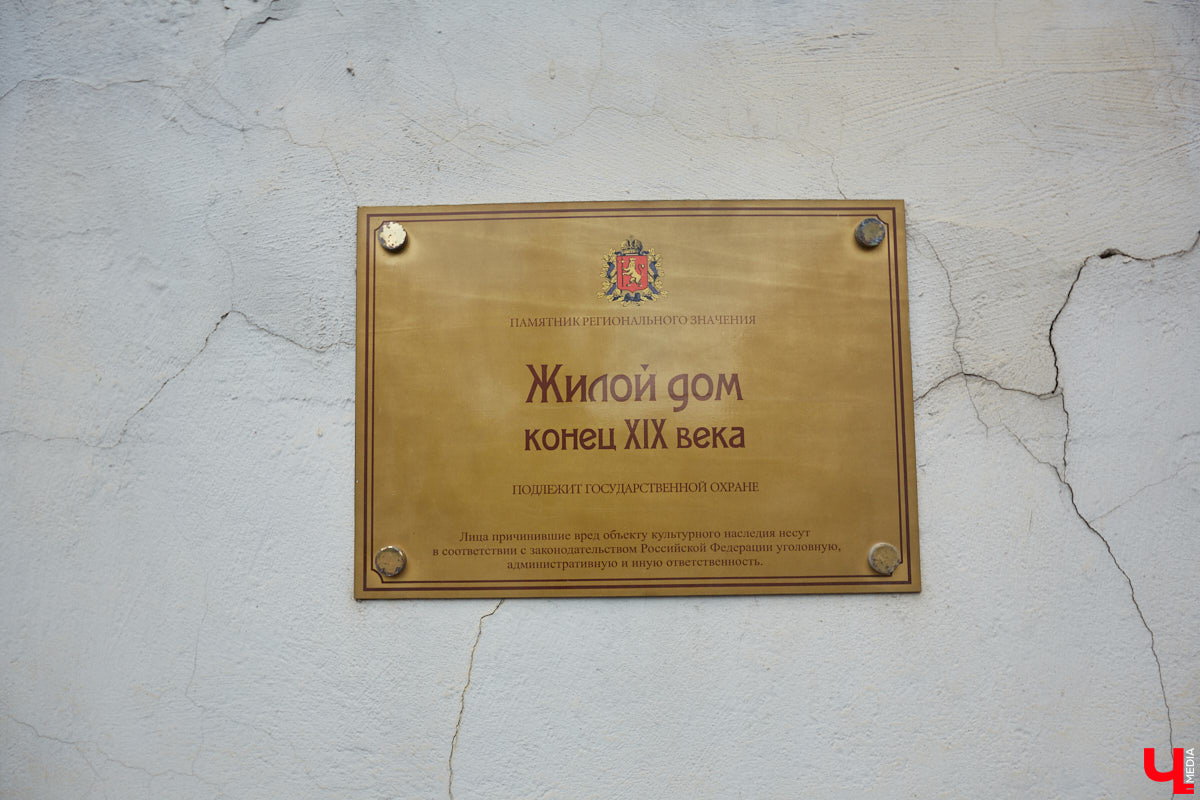 ПАМЯТНИК РЕГИОНАЛЬНОГО ЗНАЧЕНИЯ
Жилой дом
конец XIX века
ПОДЛЕЖИТ ГОСУДАРСТВЕННОЙ ОХРАНЕ
Лица причинившие вред объекту культурного наследия несут
в соответствии с законодательством Российской Федерации уголовную,
административную и иную ответственность.
Ч MEDIA